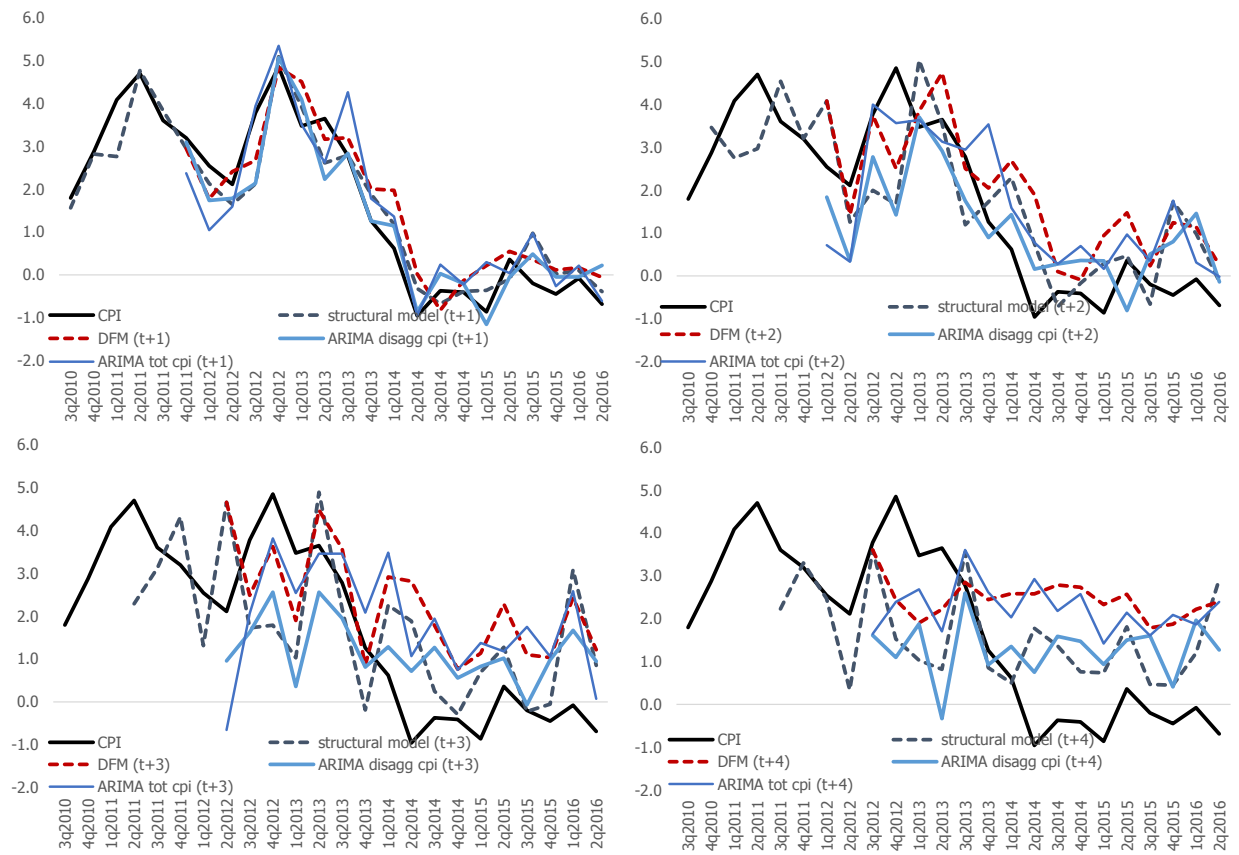 6.0
5.0
4.0
3.0
2.0
1.0
0.0
-1.0
-2.0
CPI
structural model (t+1)
DFM (t+1)
ARIMA disagg cpi (t+1)
ARIMA tot cpi (t+1)
3q2010
4q2010
1q2011
2q2011
3q2011
4q2011
1q2012
2q2012
3q2012
4q2012
1q2013
2q2013
3q2013
4q2013
1q2014
2q2014
3q2014
4q2014
1q2015
2q2015
3q2015
4q2015
1q2016
2q2016
6.0
5.0
4.0
3.0
2.0
1.0
0.0
-1.0
-2.0
CPI
structural model (t+2)
DFM (t+2)
ARIMA disagg cpi (t+2)
ARIMA tot cpi (t+2)
3q2010
4q2010
1q2011
2q2011
3q2011
4q2011
1q2012
2q2012
3q2012
4q2012
1q2013
2q2013
3q2013
4q2013
1q2014
2q2014
3q2014
4q2014
1q2015
2q2015
3q2015
4q2015
1q2016
2q2016
6.0
5.0
4.0
3.0
2.0
1.0
0.0
-1.0
-2.0
CPI
structural model (t+3)
DFM (t+3)
ARIMA disagg cpi (t+3)
ARIMA tot cpi (t+3)
3q2010
4q2010
1q2011
2q2011
3q2011
4q2011
1q2012
2q2012
3q2012
4q2012
1q2013
2q2013
3q2013
4q2013
1q2014
2q2014
3q2014
4q2014
1q2015
2q2015
3q2015
4q2015
1q2016
2q2016
6.0
5.0
4.0
3.0
2.0
1.0
0.0
-1.0
-2.0
CPI
structural model (t+4)
DFM (t+4)
ARIMA disagg cpi (t+4)
ARIMA tot cpi (t+4)
3q2010
4q2010
1q2011
2q2011
3q2011
4q2011
1q2012
2q2012
3q2012
4q2012
1q2013
2q2013
3q2013
4q2013
1q2014
2q2014
3q2014
4q2014
1q2015
2q2015
3q2015
4q2015
1q2016
2q2016